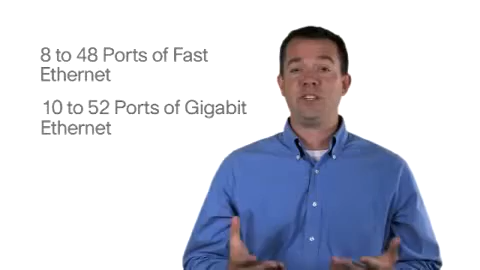 8 to 48 Ports of Fast
Ethernet
10 to 52 Ports of Gigabit
Ethernet